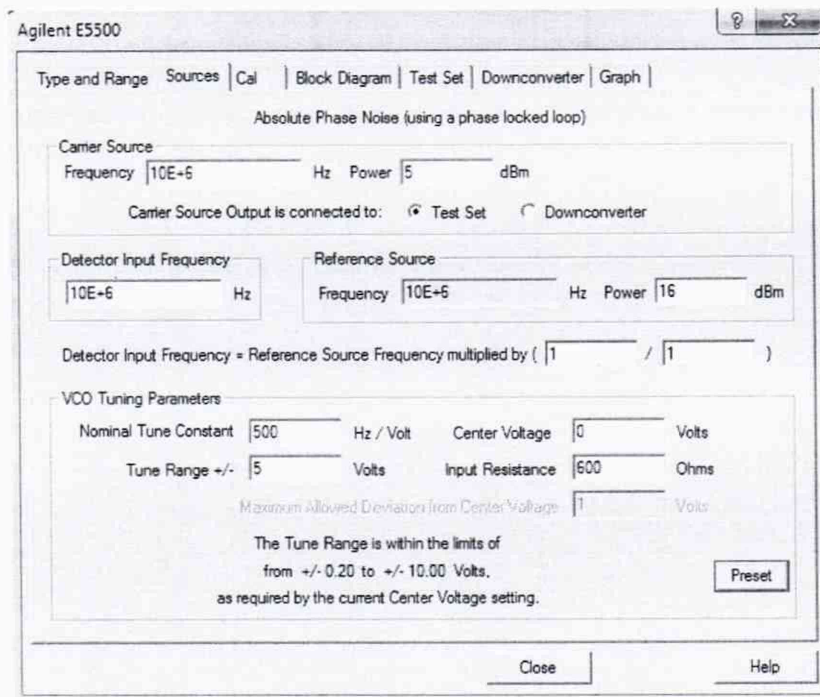 Agilent E5500
Type and Range Sources Cal Block Diagram Test Set Downconverter Graph
Absolute Phase Noise (using a phase locked loop)
Carrier Source
Frequency 10E+6 Hz Power 5 dBm
Carrier Source Output is connected to: Test Set Downconverter
Detector Input Frequency Reference Source
10E+6 Hz Frequency 10E+6 Hz Power 16 dBm
Detector Input Frequency = Reference Source Frequency multiplied by ( 1 / 1 )
VCO Tuning Parameters
Nominal Tune Constant 500 Hz / Volt Center Voltage 0 Volts
Tune Range +/- 5 Volts Input Resistance 600 Ohms
Maximum Allowed Deviation from Center Voltage 1 Volts
The Tune Range is within the limits of
from +/- 0.20 to +/- 10.00 Volts,
as required by the current Center Voltage setting.
Preset
Close Help